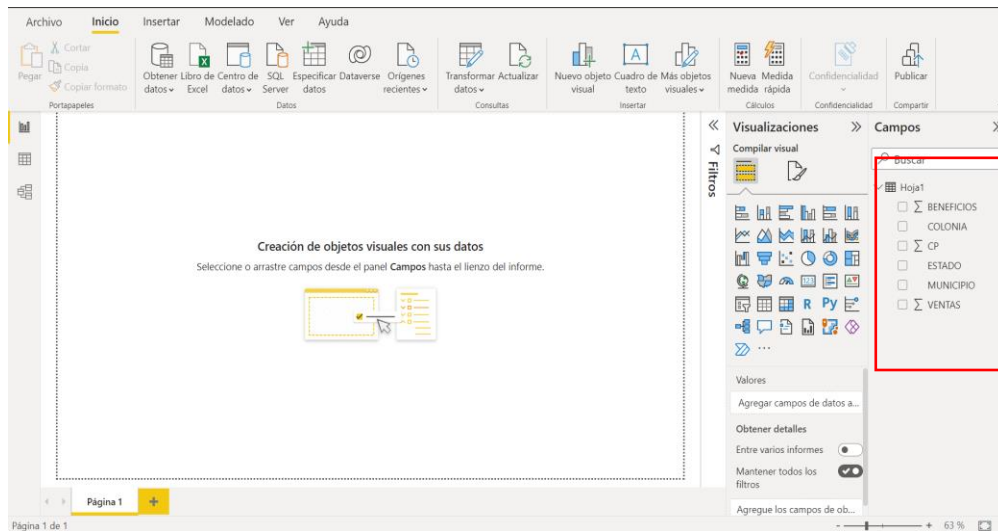 Archivo Inicio Insertar Modelado Ver Ayuda
Pegar
Cortar
Copia
Copiar formato
Portapapeles
Obtener datos
Libro de Excel
Centro de datos
SQL Server
Especificar datos
Dataverse
Orígenes recientes
Datos
Transformar datos
Actualizar
Consultas
Nuevo objeto visual
Cuadro de texto
Más objetos visuales
Insertar
Nueva medida
Medida rápida
Cálculos
Confidencialidad
Confidencialidad
Publicar
Compartir
Creación de objetos visuales con sus datos
Seleccione o arrastre campos desde el panel Campos hasta el lienzo del informe.
Filtros
Visualizaciones
Compilar visual
123
R Py
Valores
Agregar campos de datos a...
Obtener detalles
Entre varios informes
Mantener todos los
filtros
Agregue los campos de ob...
Campos
Buscar
Hoja1
∑ BENEFICIOS
COLONIA
∑ CP
ESTADO
MUNICIPIO
∑ VENTAS
Página 1
+
Página 1 de 1
- + 63 %